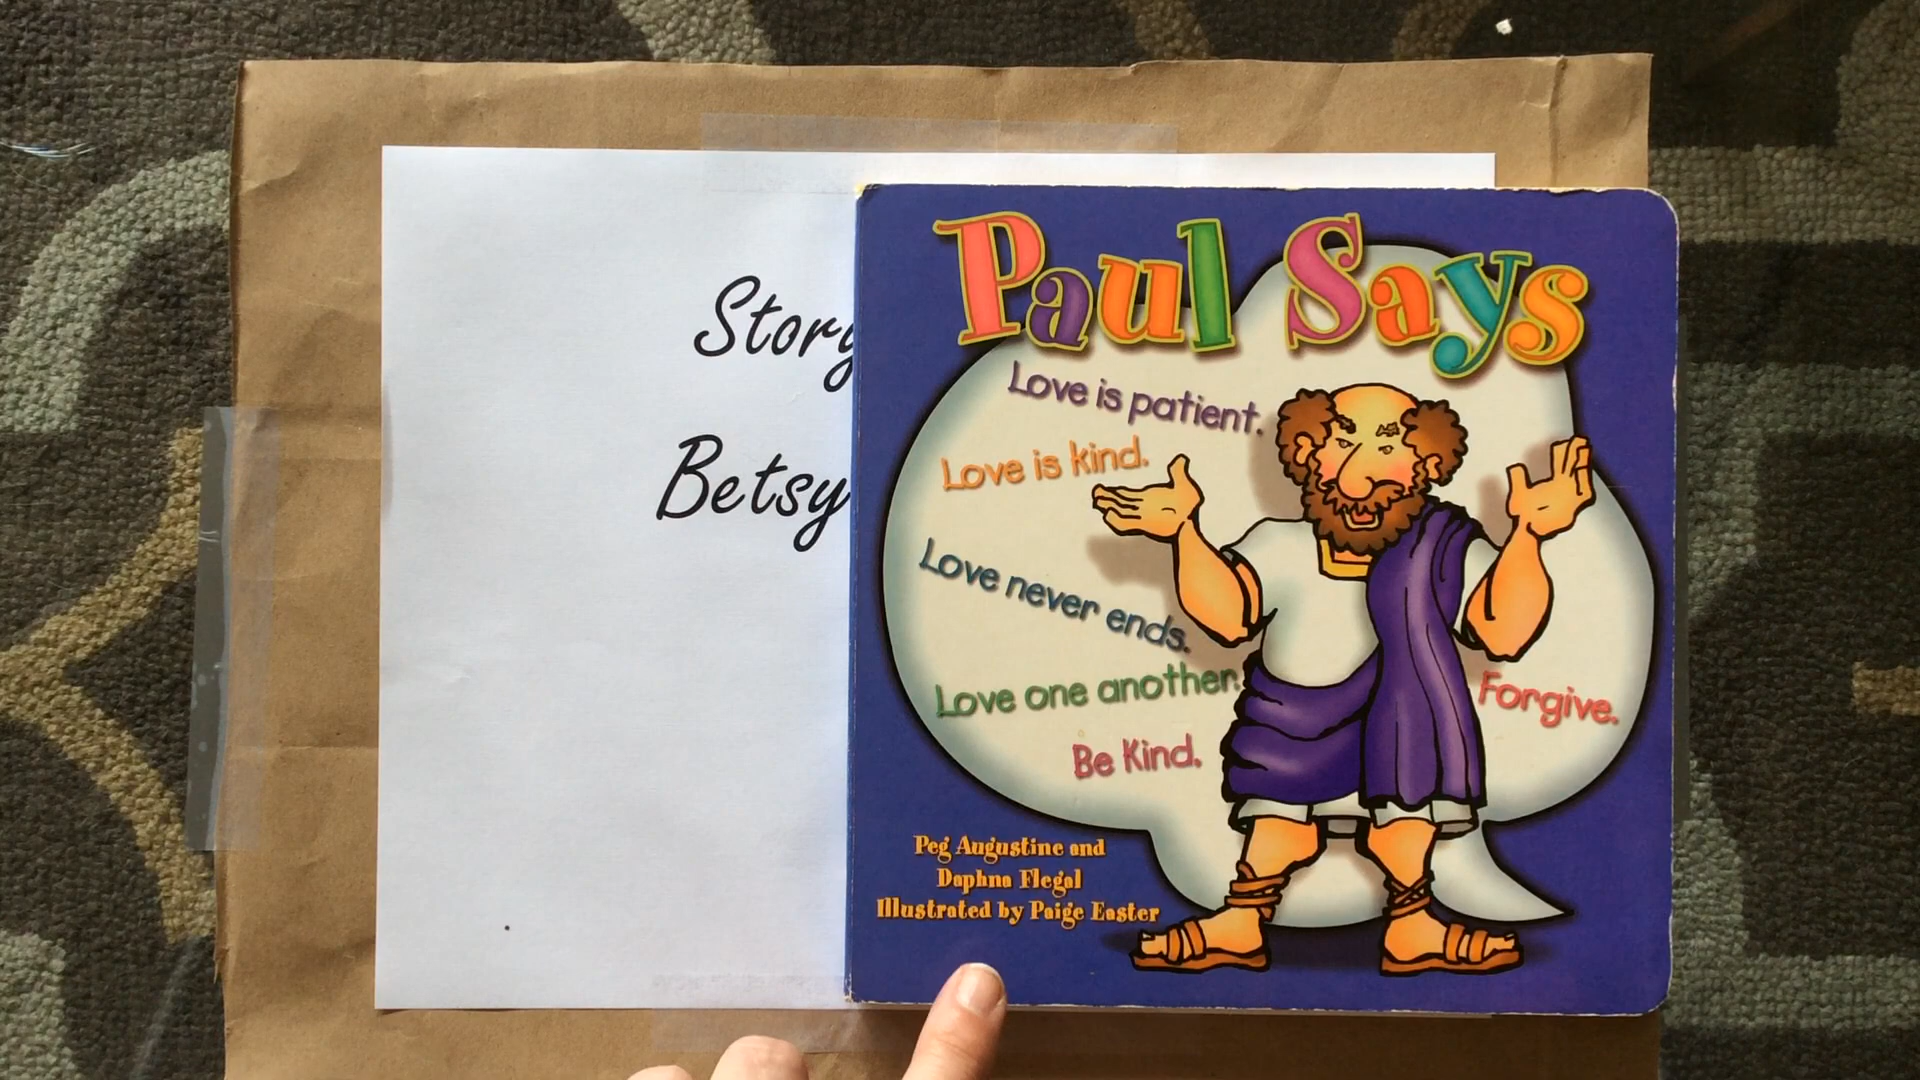 Story
Betsy
Paul Says
Love is patient.
Love is kind.
Love never ends.
Love one another.
Forgive.
Be Kind.
Peg Augustine and
Daphna Flegal
Illustrated by Paige Easter